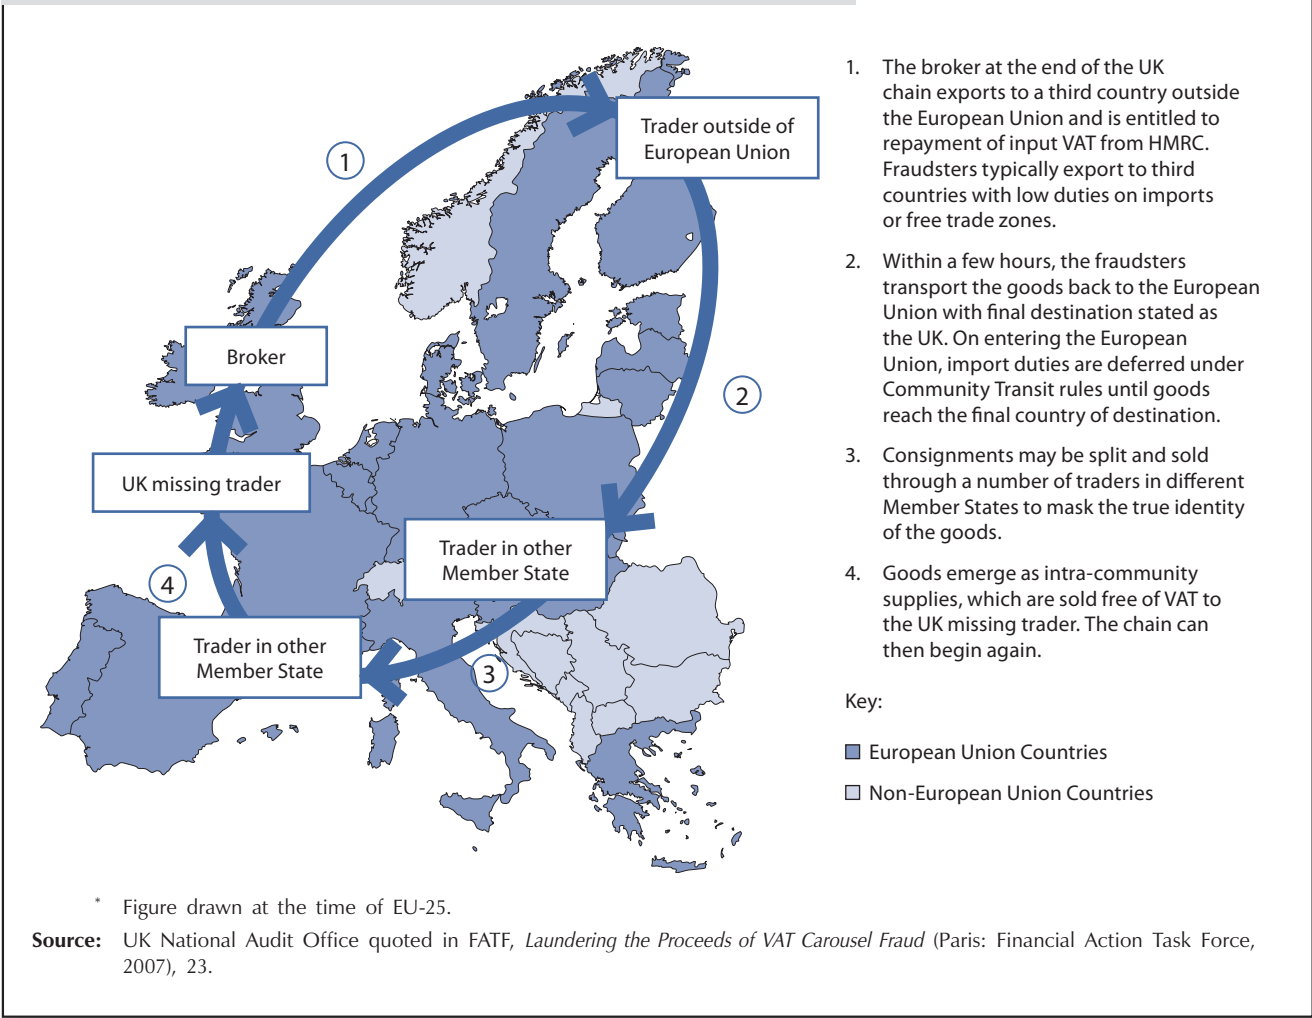 Trader outside of
European Union
1
Broker
2
UK missing trader
Trader in other
Member State
4
Trader in other
Member State
3
1. The broker at the end of the UK
chain exports to a third country outside
the European Union and is entitled to
repayment of input VAT from HMRC.
Fraudsters typically export to third
countries with low duties on imports
or free trade zones.
2. Within a few hours, the fraudsters
transport the goods back to the European
Union with final destination stated as
the UK. On entering the European
Union, import duties are deferred under
Community Transit rules until goods
reach the final country of destination.
3. Consignments may be split and sold
through a number of traders in different
Member States to mask the true identity
of the goods.
4. Goods emerge as intra-community
supplies, which are sold free of VAT to
the UK missing trader. The chain can
then begin again.
Key:
European Union Countries
Non-European Union Countries
* Figure drawn at the time of EU-25.
Source: UK National Audit Office quoted in FATF, Laundering the Proceeds of VAT Carousel Fraud (Paris: Financial Action Task Force,
2007), 23.